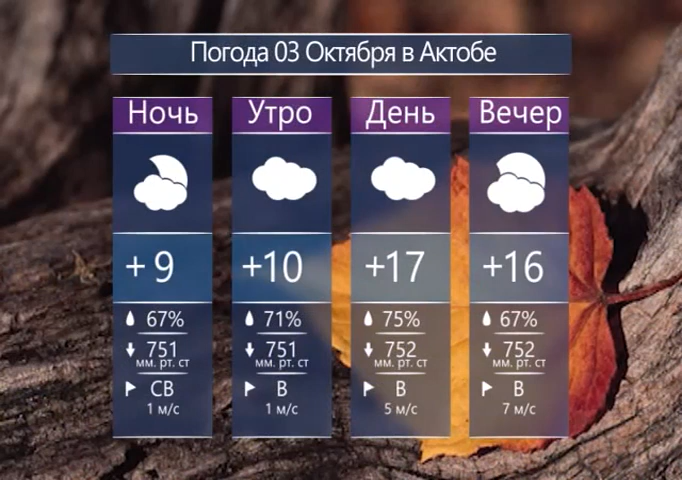 Погода 03 Октября в Актобе
Ночь
+ 9
67%
751
мм. рт. ст
СВ
1 м/с
Утро
+10
71%
751
мм. рт. ст
В
1 м/с
День
+17
75%
752
мм. рт. ст
В
5 м/с
Вечер
+16
67%
752
мм. рт. ст
В
7 м/с